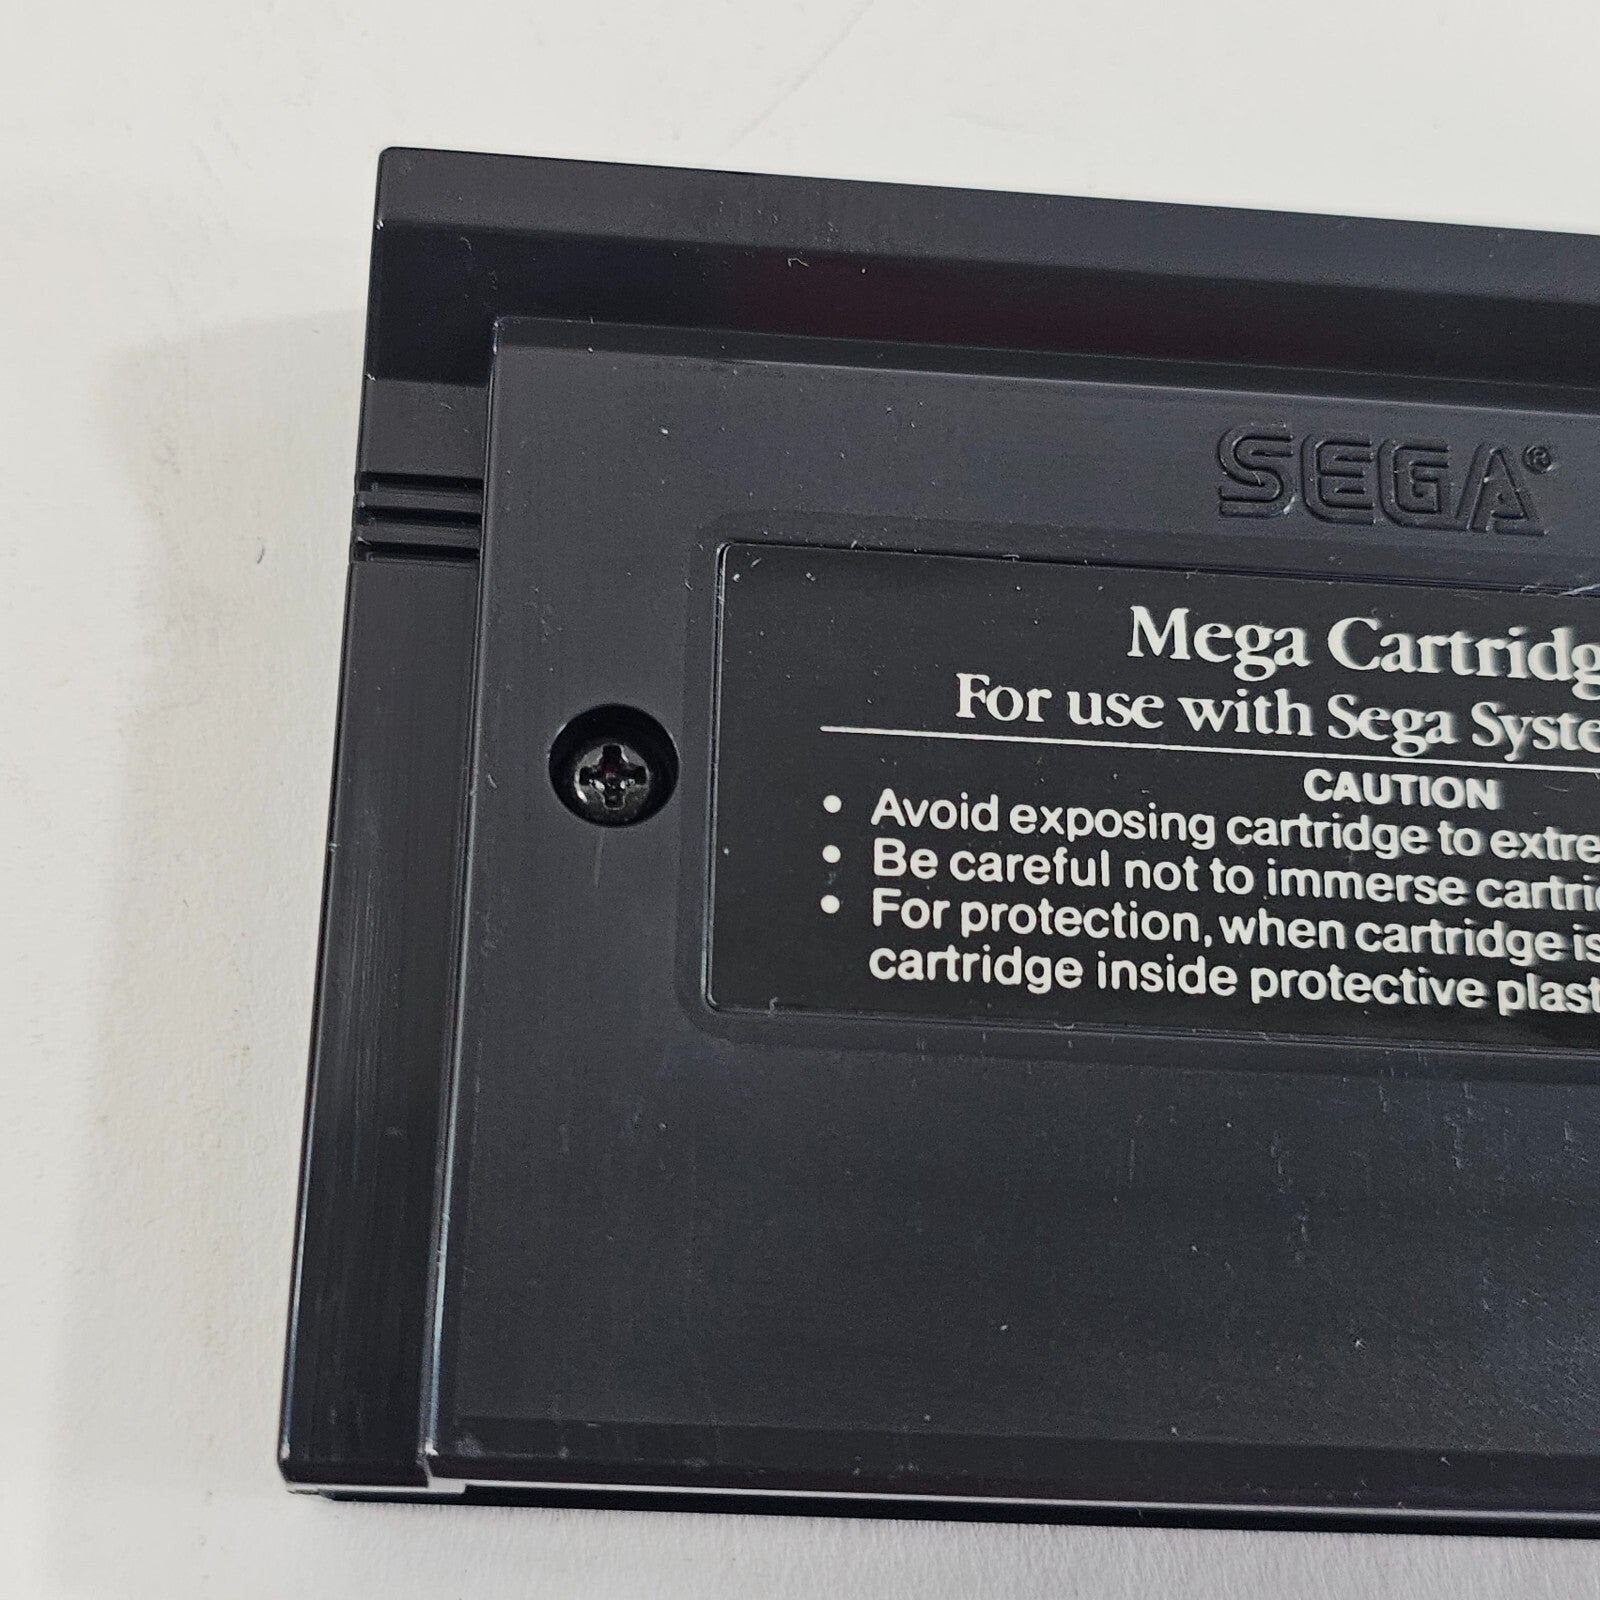 SEGA®
Mega Cartridg
For use with Sega Syste
CAUTION
• Avoid exposing cartridge to extre
• Be careful not to immerse cartri
• For protection, when cartridge is
cartridge inside protective plast